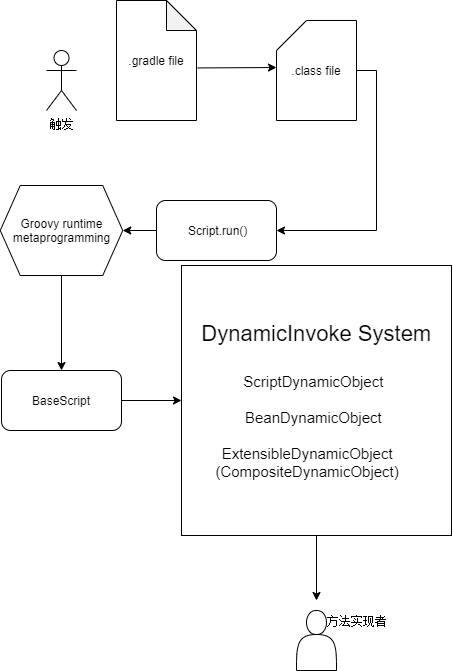 .gradle file
.class file
触发
Groovy runtime
metaprogramming
Script.run()
DynamicInvoke System
ScriptDynamicObject
BaseScript
BeanDynamicObject
ExtensibleDynamicObject
(CompositeDynamicObject)
方法实现者